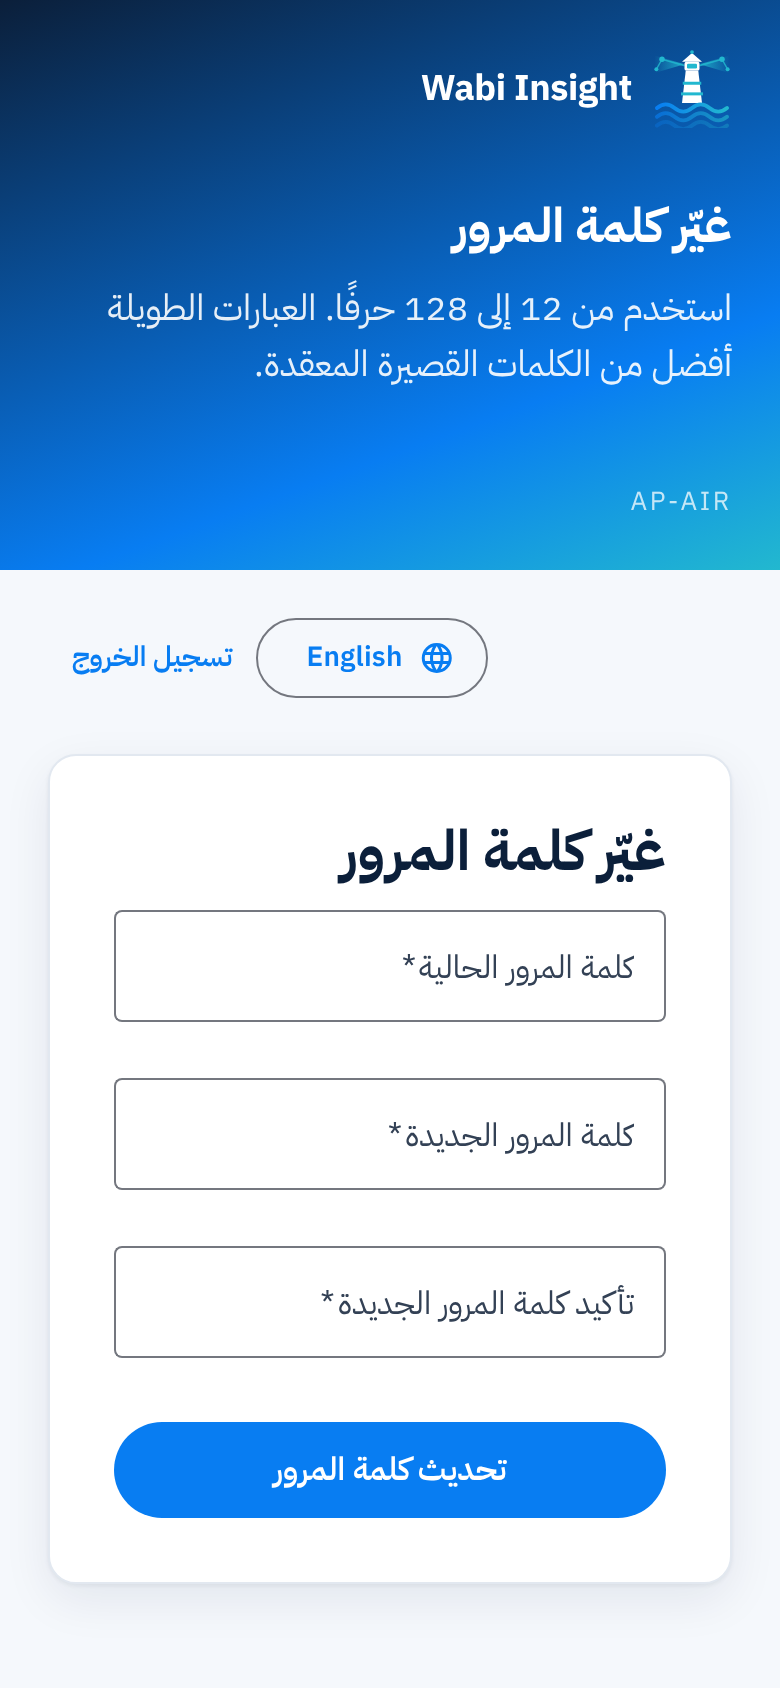 Wabi Insight
غيّر كلمة المرور
استخدم من 12 إلى 128 حرفًا. العبارات الطويلة
أفضل من الكلمات القصيرة المعقدة.
AP-AIR
English
تسجيل الخروج
غيّر كلمة المرور
كلمة المرور الحالية*
كلمة المرور الجديدة*
تأكيد كلمة المرور الجديدة*
تحديث كلمة المرور